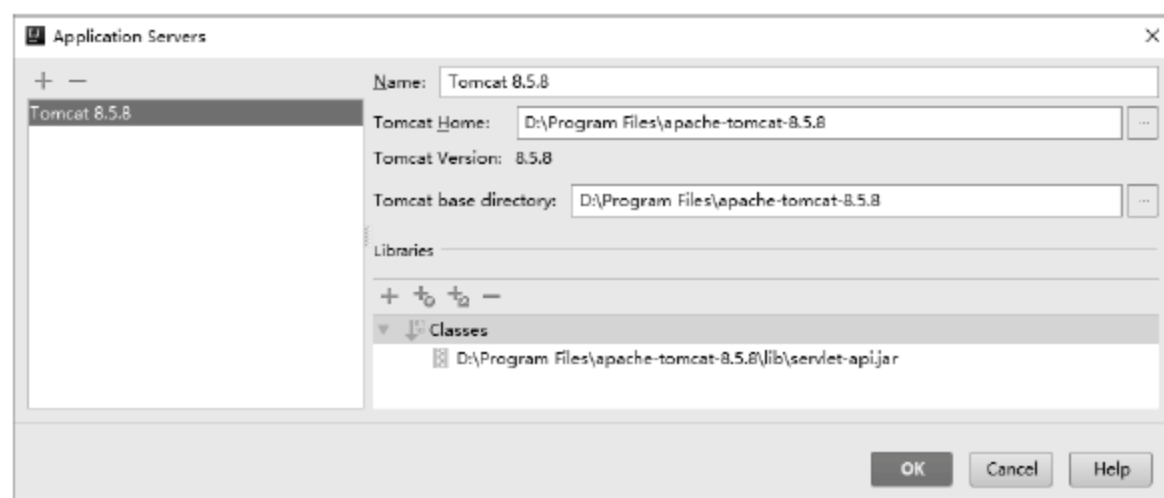 Application Servers
Tomcat 8.5.8
Name: Tomcat 8.5.8
Tomcat Home: D:\Program Files\apache-tomcat-8.5.8
Tomcat Version: 8.5.8
Tomcat base directory: D:\Program Files\apache-tomcat-8.5.8
Libraries
Classes
D:\Program Files\apache-tomcat-8.5.8\lib\servlet-api.jar
OK Cancel Help